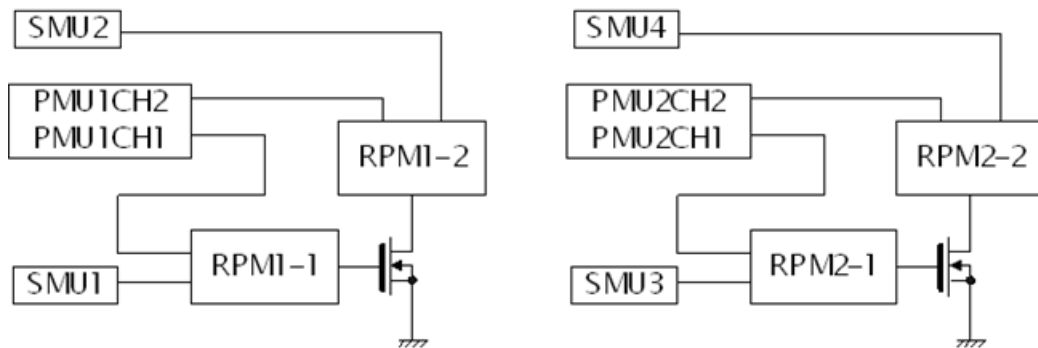 SMU2
PMU1CH2
PMU1CH1
RPM1-2
RPM1-1
SMU1
SMU4
PMU2CH2
PMU2CH1
RPM2-2
RPM2-1
SMU3